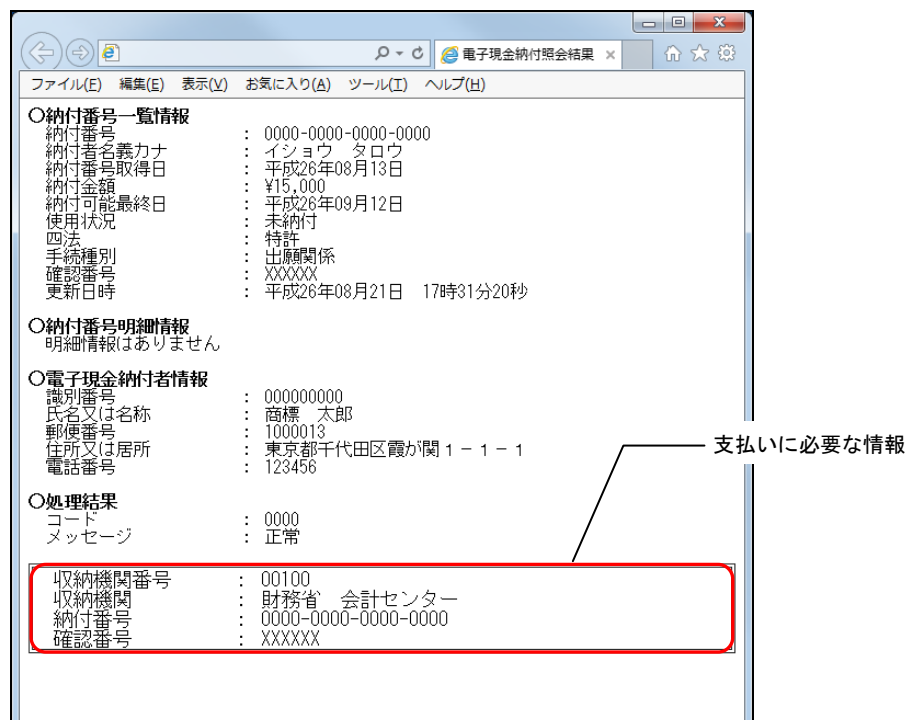 電子現金納付照会結果
ファイル(F) 編集(E) 表示(V) お気に入り(A) ツール(T) ヘルプ(H)
○納付番号一覧情報
納付番号 : 0000-0000-0000-0000
納付者名義カナ : イショウ タロウ
納付番号取得日 : 平成26年08月13日
納付金額 : ¥15,000
納付可能最終日 : 平成26年09月12日
使用状況 : 未納付
四法 : 特許
手続種別 : 出願関係
確認番号 : XXXXXX
更新日時 : 平成26年08月21日 17時31分20秒
○納付番号明細情報
明細情報はありません
○電子現金納付者情報
識別番号 : 000000000
氏名又は名称 : 商標 太郎
郵便番号 : 1000013
住所又は居所 : 東京都千代田区霞が関１－１－１
電話番号 : 123456
支払いに必要な情報
○処理結果
コード : 0000
メッセージ : 正常
収納機関番号 : 00100
収納機関 : 財務省 会計センター
納付番号 : 0000-0000-0000-0000
確認番号 : XXXXXX